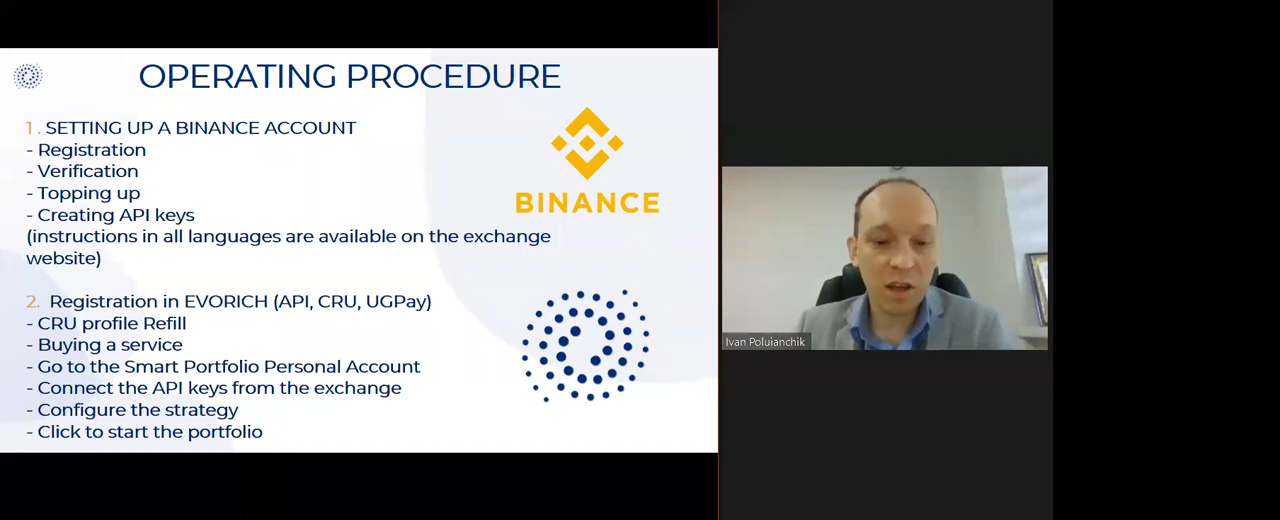 OPERATING PROCEDURE
1. SETTING UP A BINANCE ACCOUNT
- Registration
- Verification
- Topping up
- Creating API keys
(instructions in all languages are available on the exchange
website)
BINANCE
2. Registration in EVORICH (API, CRU, UGPay)
- CRU profile Refill
- Buying a service
- Go to the Smart Portfolio Personal Account
- Connect the API keys from the exchange
- Configure the strategy
- Click to start the portfolio
Ivan Poluianchik